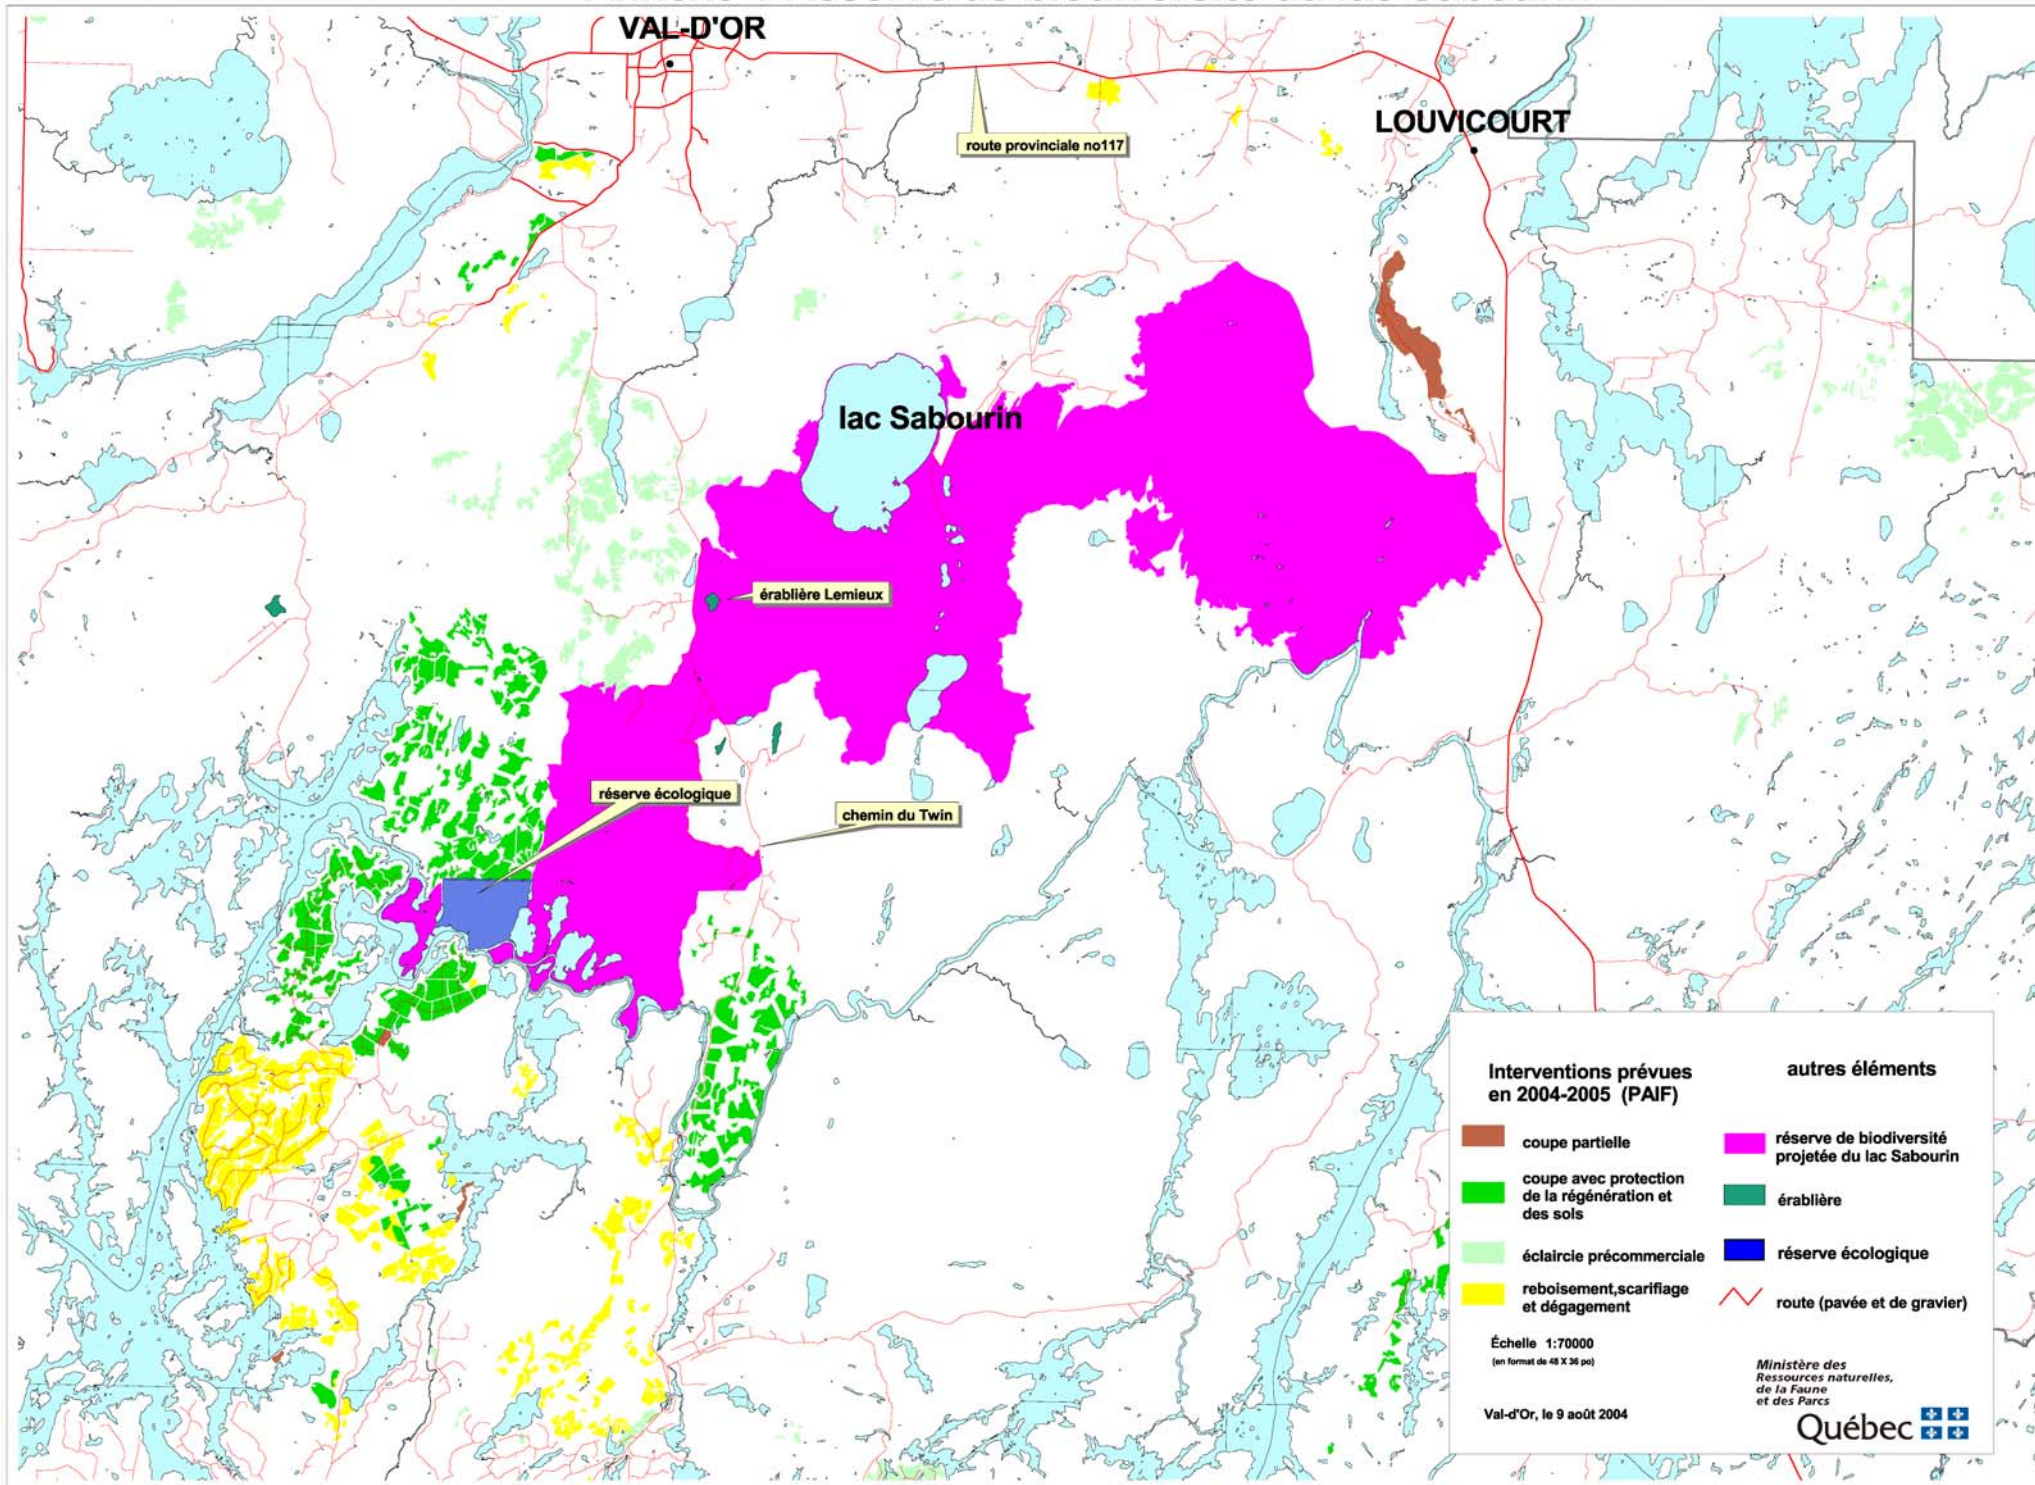 VAL-D'OR
LOUVICOURT
route provinciale no117
lac Sabourin
érablière Lemieux
réserve écologique
chemin du Twin
Interventions prévues
en 2004-2005 (PAIF)
coupe partielle
coupe avec protection
de la régénération et
des sols
éclaircie précommerciale
reboisement,scarifiage
et dégagement
autres éléments
réserve de biodiversité
projetée du lac Sabourin
érablière
réserve écologique
route (pavée et de gravier)
Échelle 1:70000
(en format de 48 X 36 po)
Val-d'Or, le 9 août 2004
Ministère des
Ressources naturelles,
de la Faune
et des Parcs
Québec